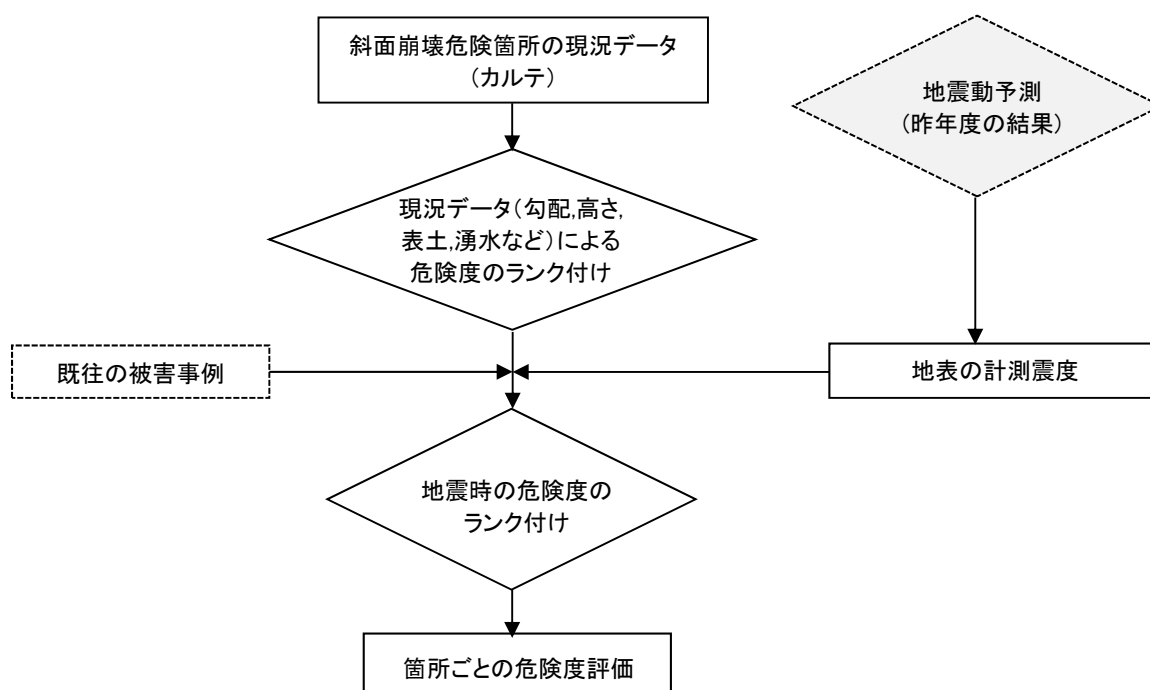 斜面崩壊危険箇所の現況データ
（カルテ）
地震動予測
（昨年度の結果）
現況データ（勾配,高さ,
表土,湧水など）による
危険度のランク付け
既往の被害事例
地表の計測震度
地震時の危険度の
ランク付け
箇所ごとの危険度評価